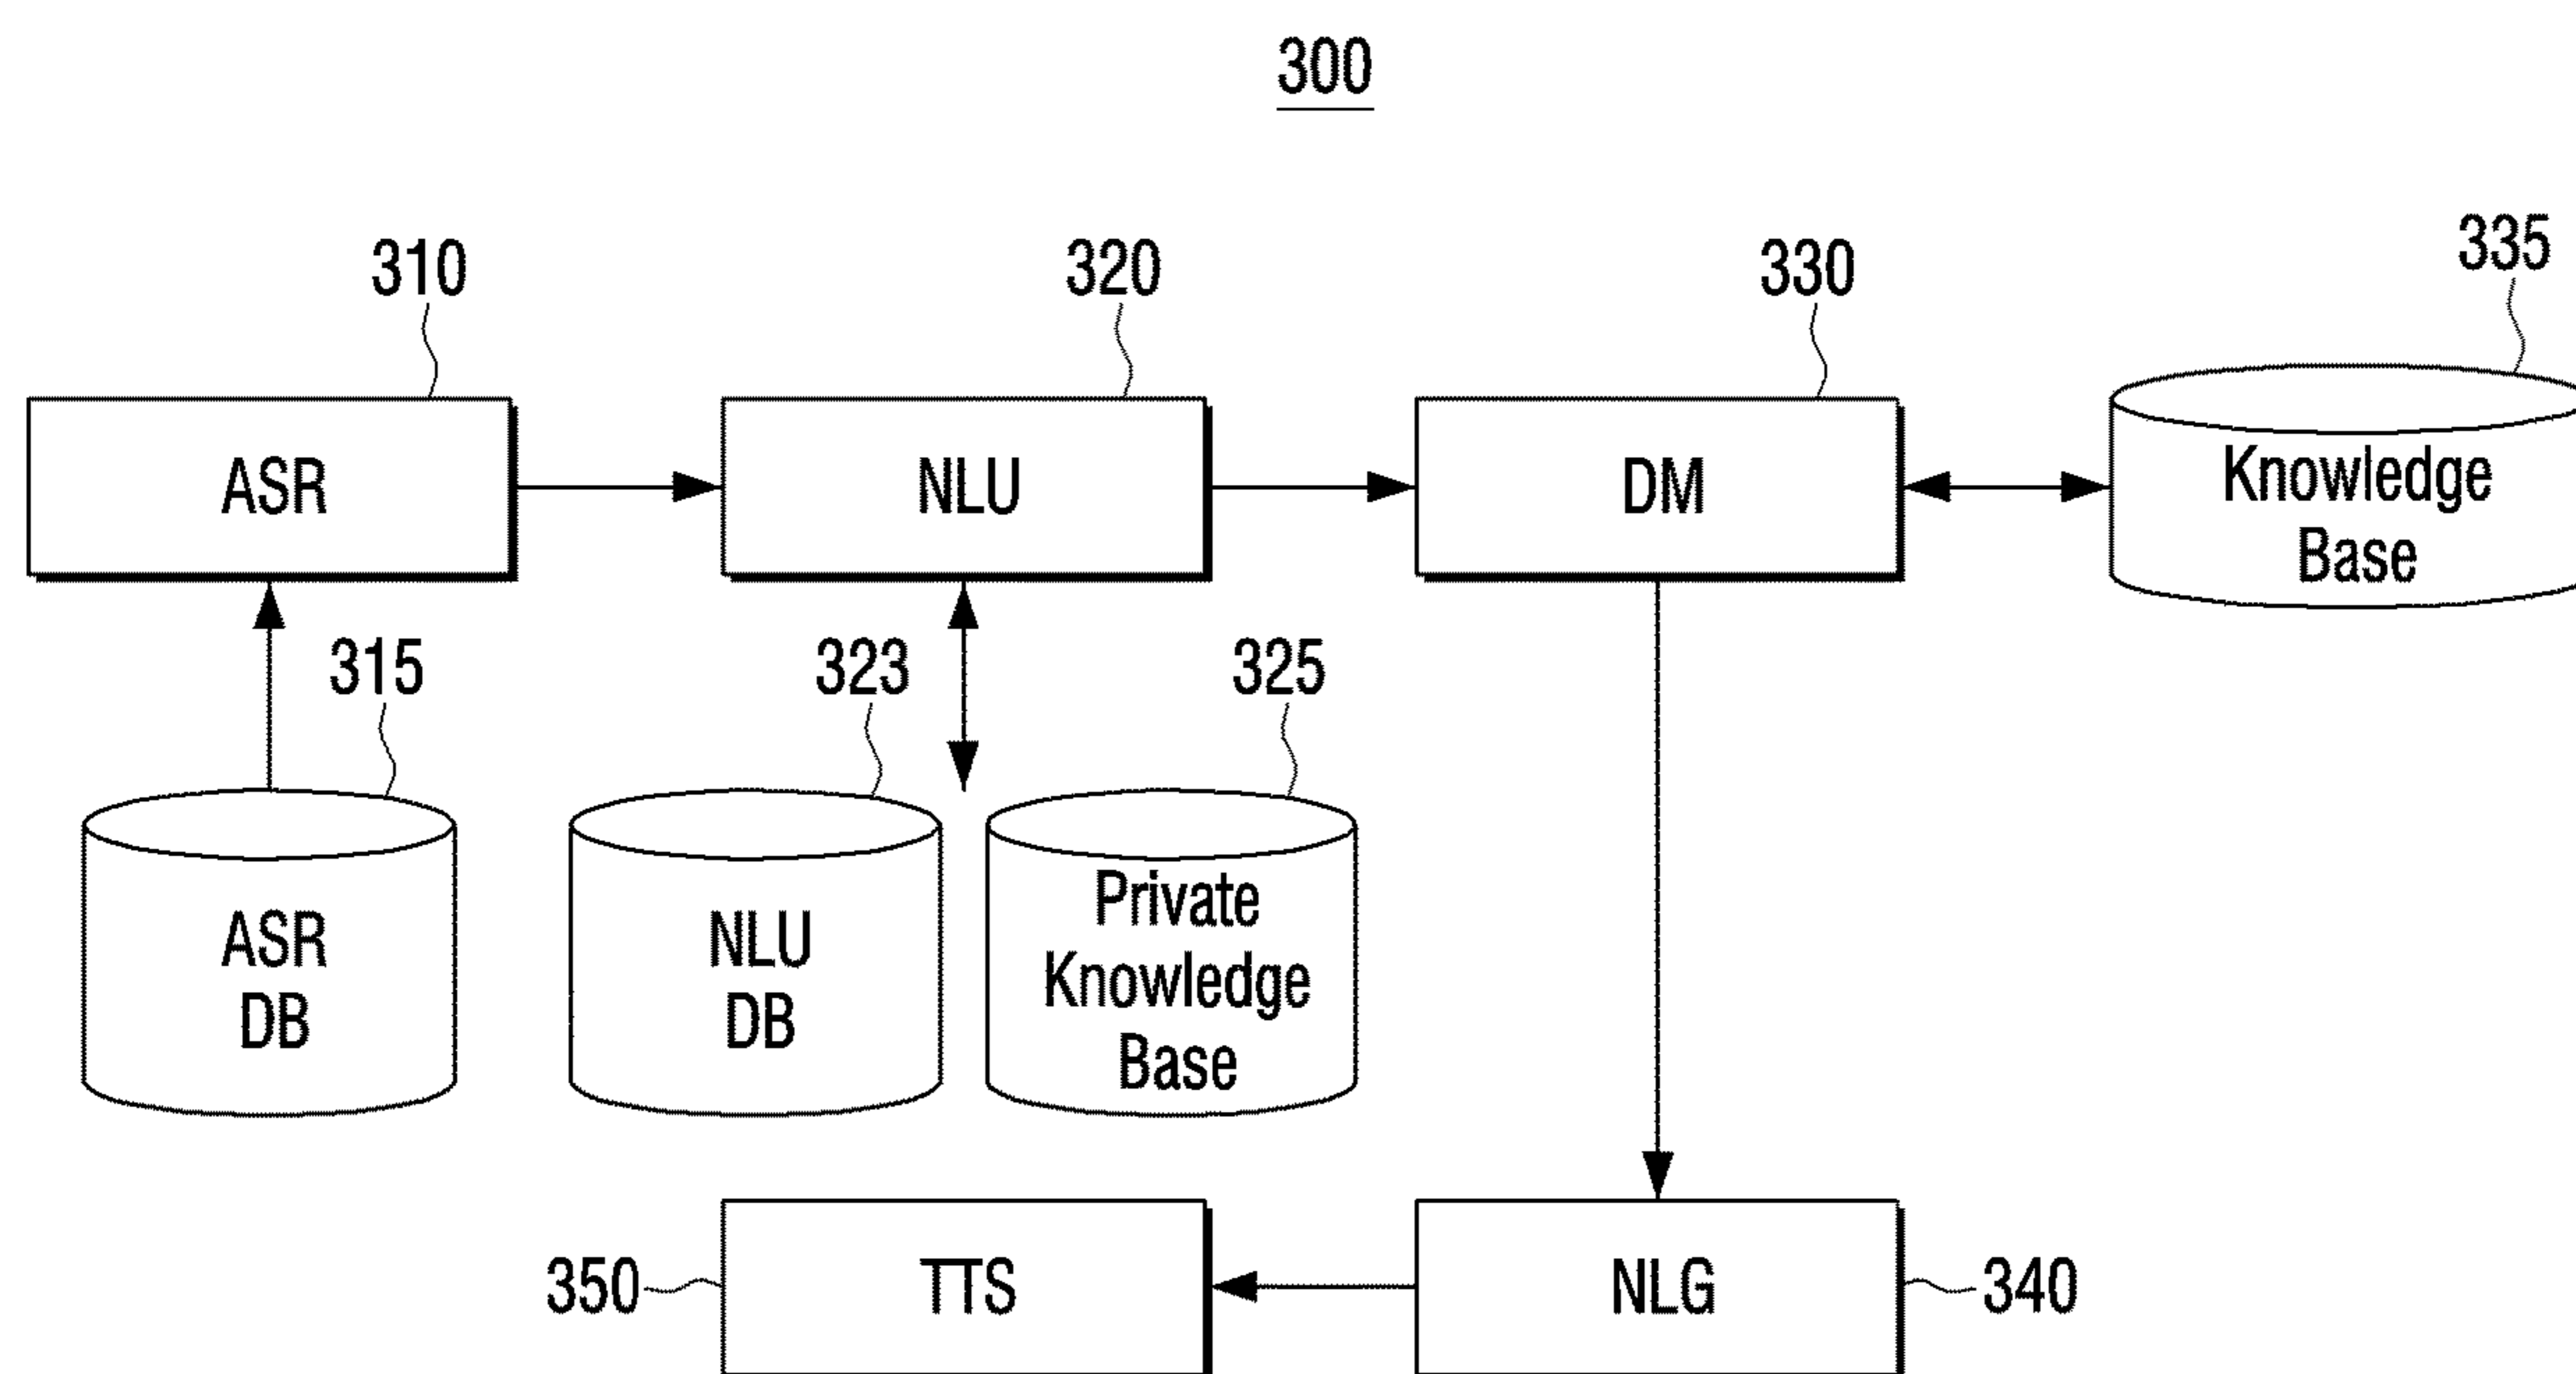 300
310
320
330
335
ASR
NLU
DM
Knowledge
Base
315
323
325
ASR
DB
NLU
DB
Private
Knowledge
Base
350
TTS
NLG
340